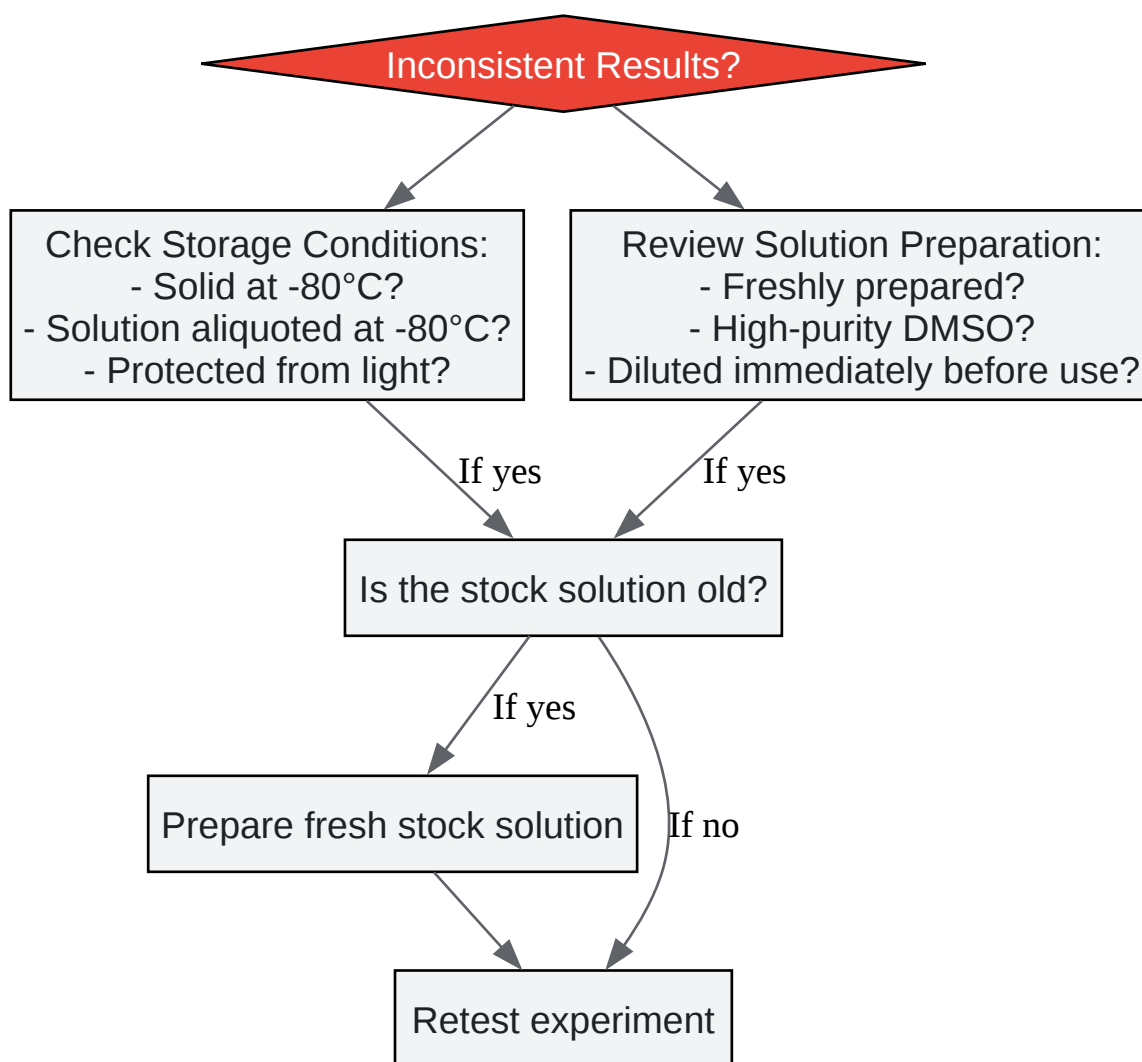 Inconsistent Results?
Check Storage Conditions:
- Solid at -80°C?
- Solution aliquoted at -80°C?
- Protected from light?
Review Solution Preparation:
- Freshly prepared?
- High-purity DMSO?
- Diluted immediately before use?
If yes
If yes
Is the stock solution old?
If yes
Prepare fresh stock solution
If no
Retest experiment